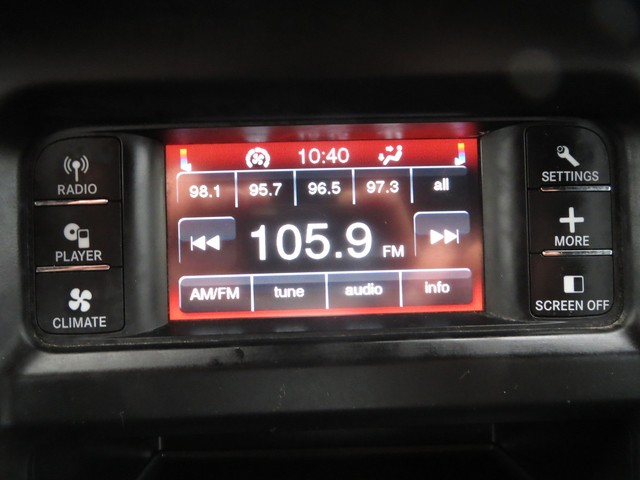 10:40
98.1 95.7 96.5 97.3 all
105.9 FM
AM/FM tune audio info
RADIO
PLAYER
CLIMATE
SETTINGS
MORE
SCREEN OFF